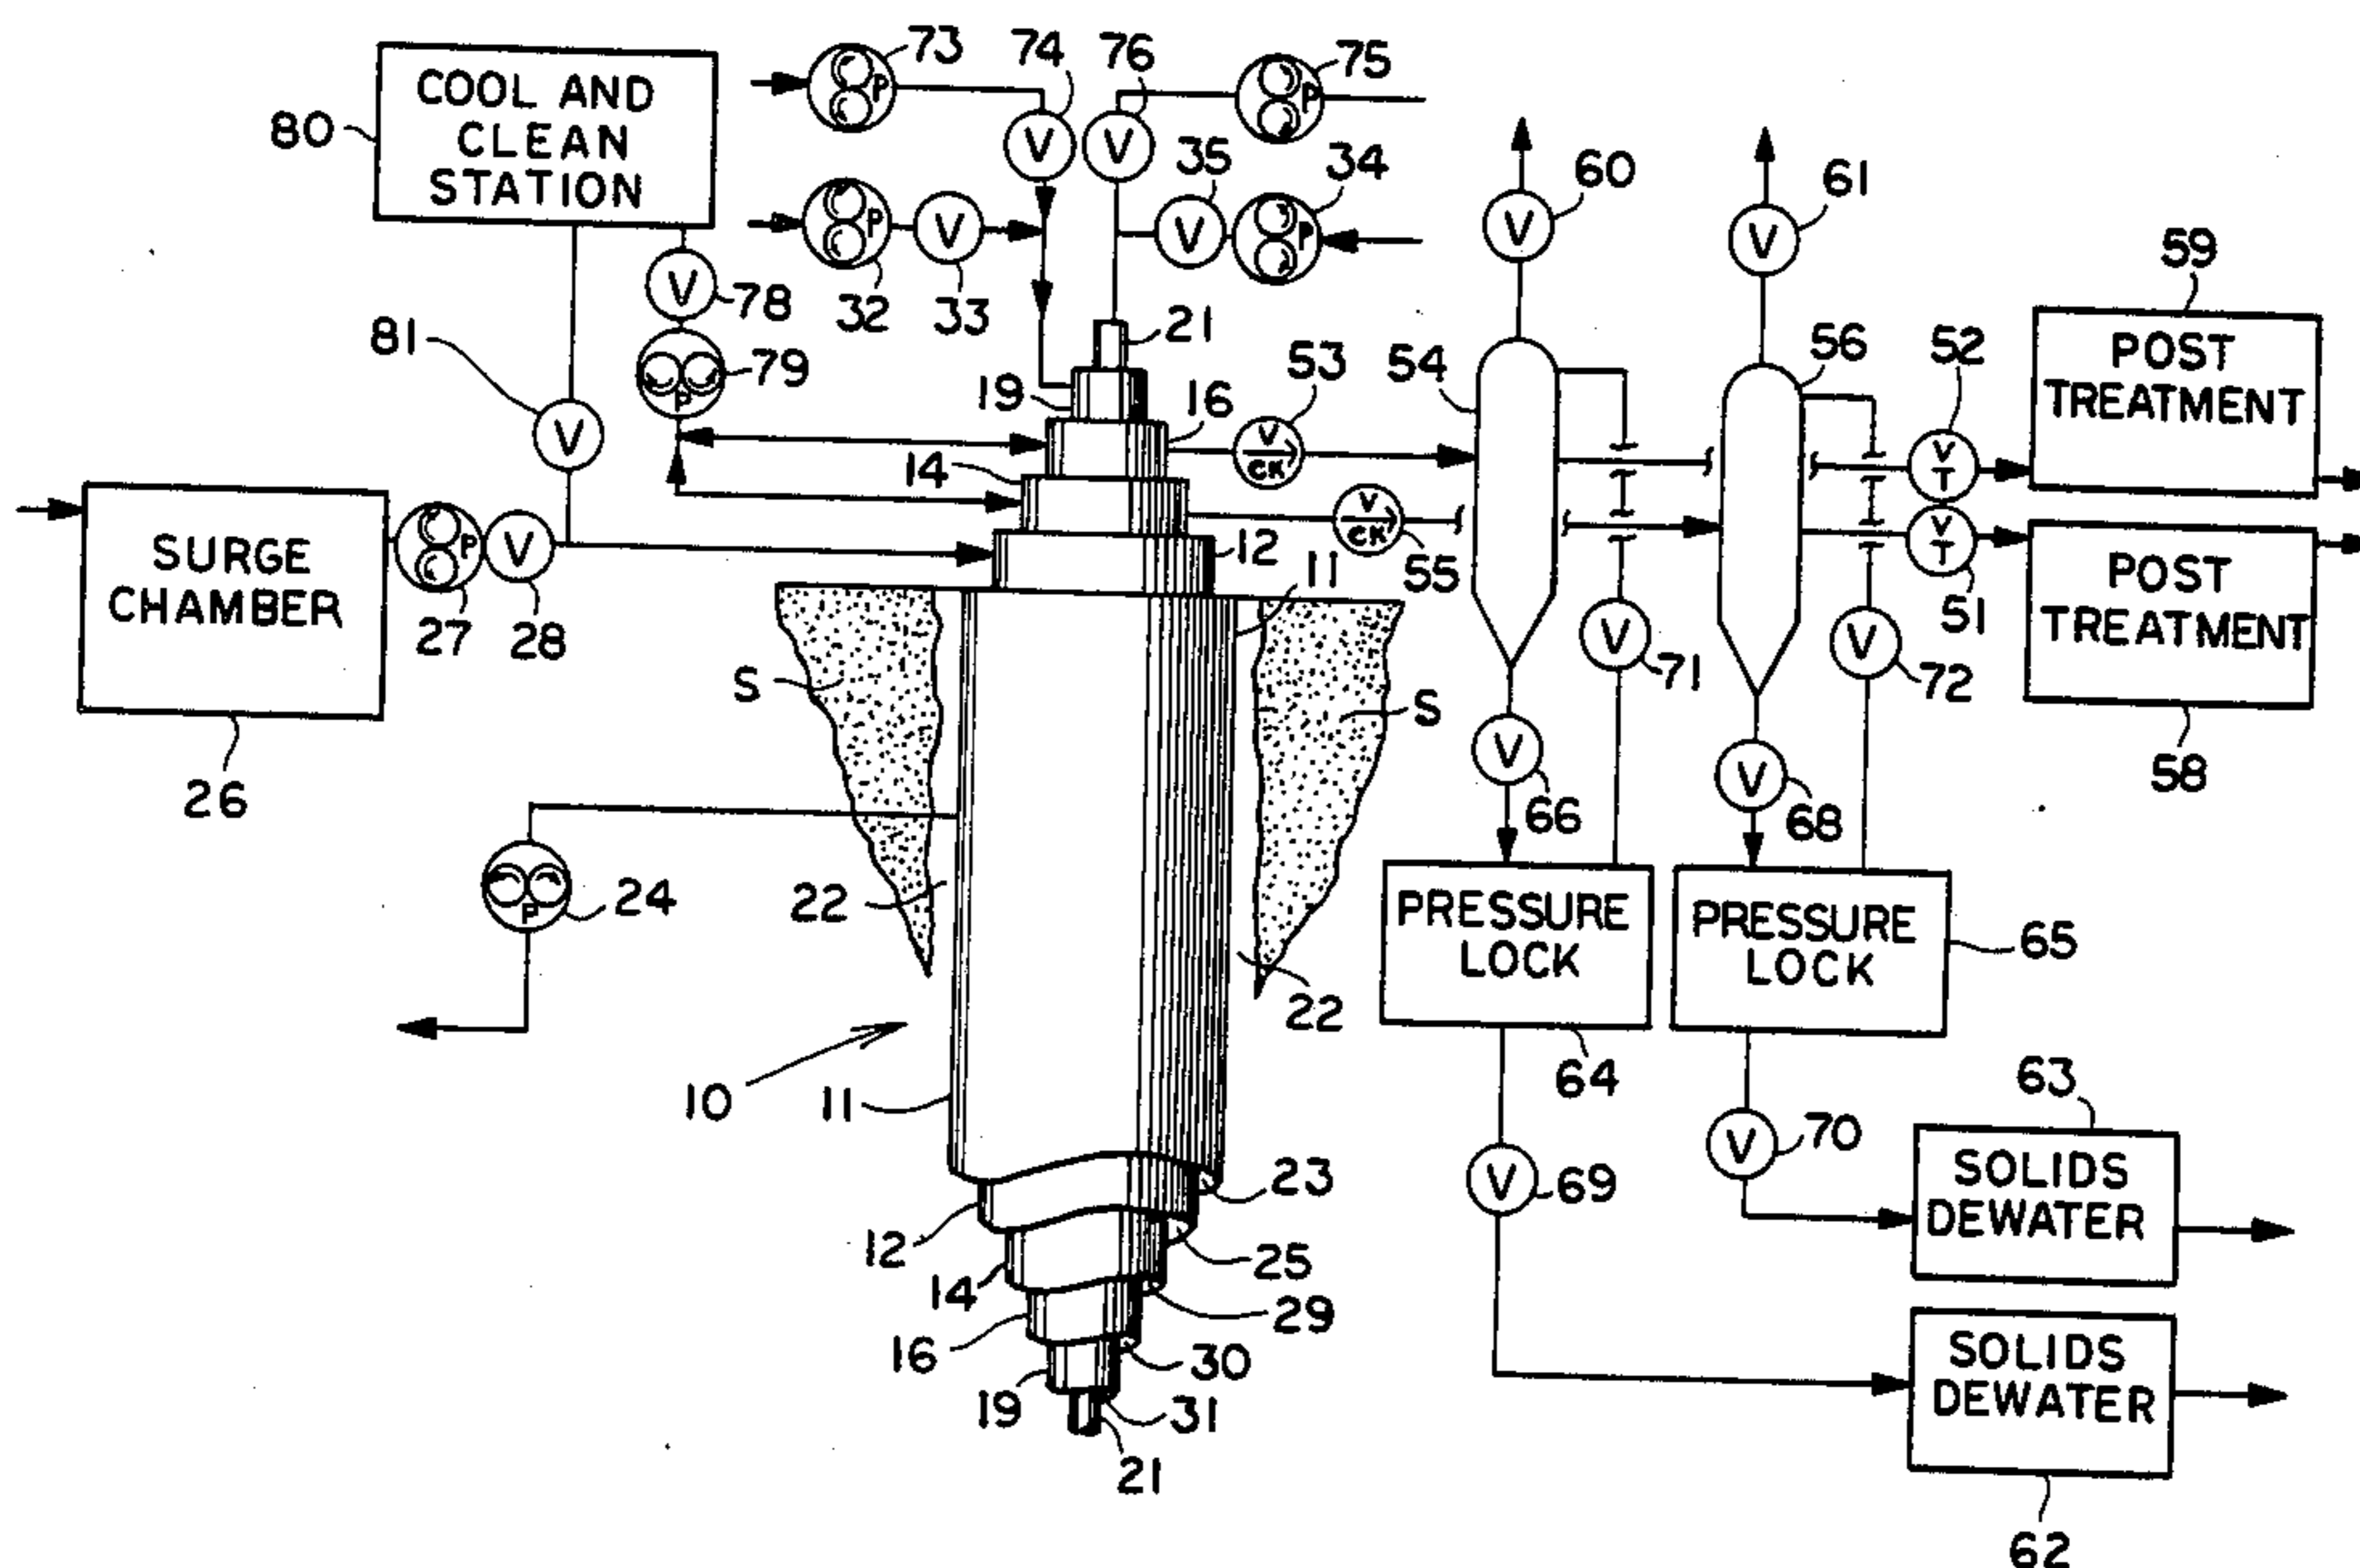 73
74
76
75
COOL AND
CLEAN
STATION
80
P
P
V
V
60
61
35
34
V
V
59
P
V
V
P
V
78
32
33
21
81
79
P
53
54
56
52
POST
TREATMENT
19
16
V
V
CK
14
V
T
SURGE
CHAMBER
P
V
12
V
CK
55
11
V
T
51
POST
TREATMENT
27
28
V
71
V
72
S
S
26
V
66
V
68
58
22
P
24
PRESSURE
LOCK
PRESSURE
LOCK
65
22
10
11
64
63
V
70
SOLIDS
DEWATER
V
69
23
12
25
14
29
16
30
SOLIDS
DEWATER
19
31
21
62